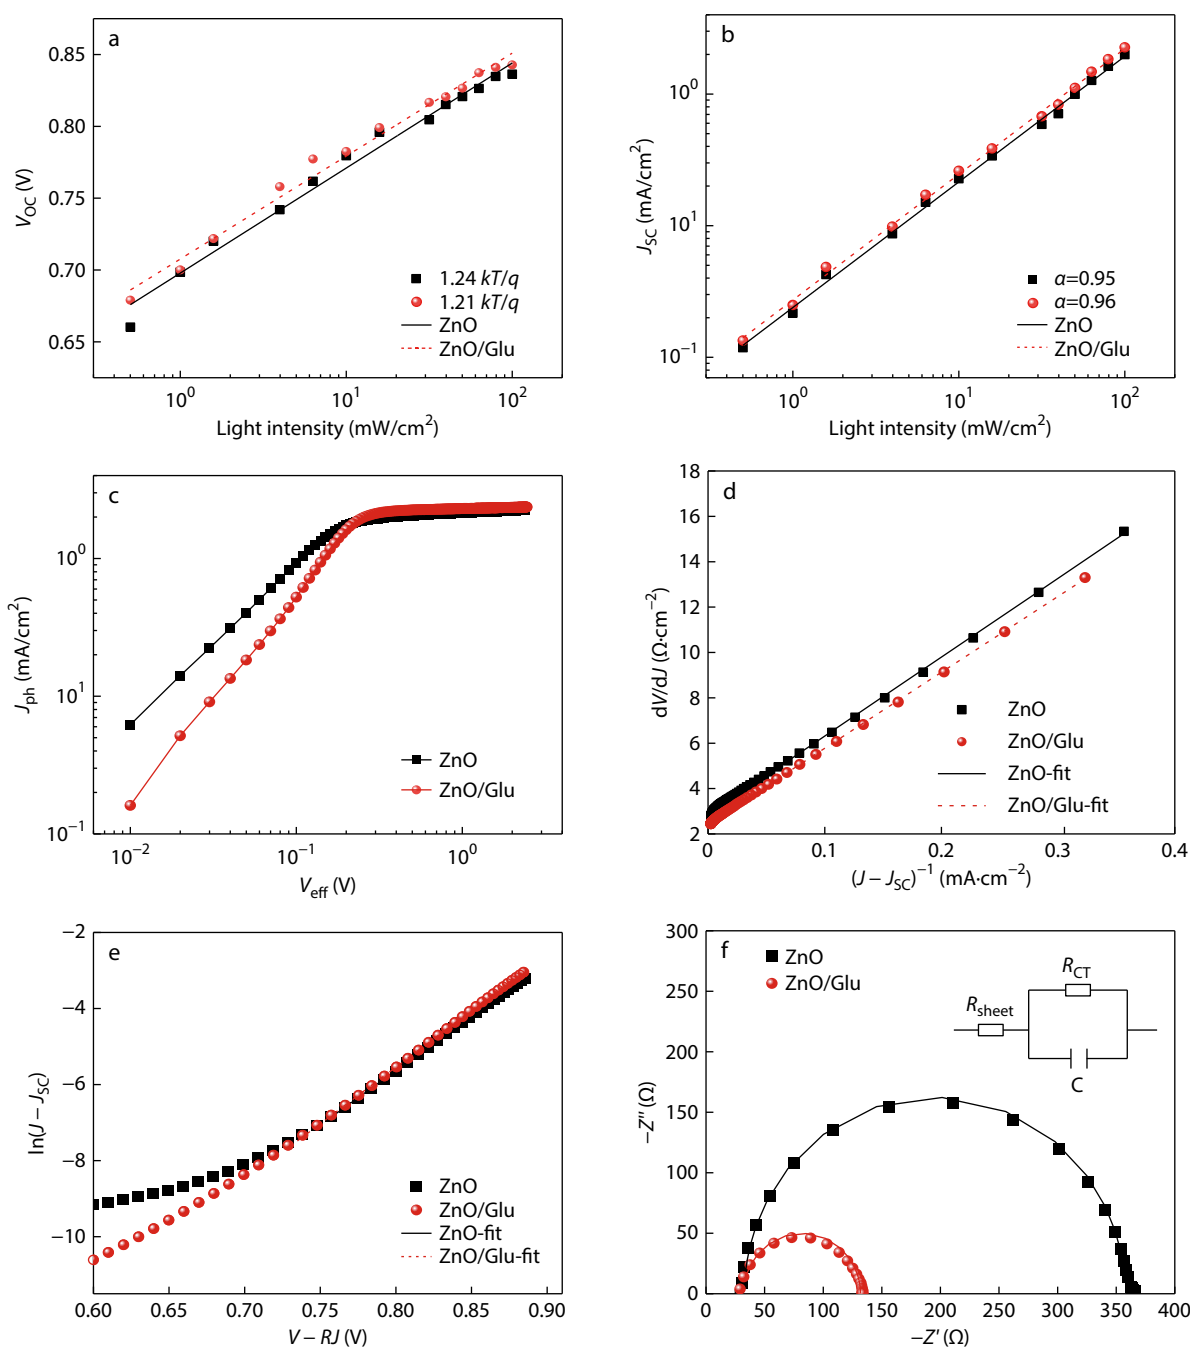 a
0.85
0.80
0.75
0.70
0.65
V_OC (V)
1.24 kT/q
1.21 kT/q
ZnO
ZnO/Glu
10^0
10^1
10^2
Light intensity (mW/cm^2)
b
10^0
10^1
10^−1
J_SC (mA/cm^2)
α=0.95
α=0.96
ZnO
ZnO/Glu
10^0
10^1
10^2
Light intensity (mW/cm^2)
c
10^0
10^1
10^−1
J_ph (mA/cm^2)
ZnO
ZnO/Glu
10^−2
10^−1
10^0
V_eff (V)
d
18
16
14
12
10
8
6
4
2
dV/dJ (Ω·cm^−2)
ZnO
ZnO/Glu
ZnO-fit
ZnO/Glu-fit
0
0.1
0.2
0.3
0.4
(J − J_SC)^−1 (mA·cm^−2)
e
−2
−4
−6
−8
−10
ln(J − J_SC)
ZnO
ZnO/Glu
ZnO-fit
ZnO/Glu-fit
0.60
0.65
0.70
0.75
0.80
0.85
0.90
V − RJ (V)
f
300
250
200
150
100
50
0
−Z″ (Ω)
ZnO
ZnO/Glu
R_CT
R_sheet
C
0
50
100
150
200
250
300
350
400
−Z′ (Ω)